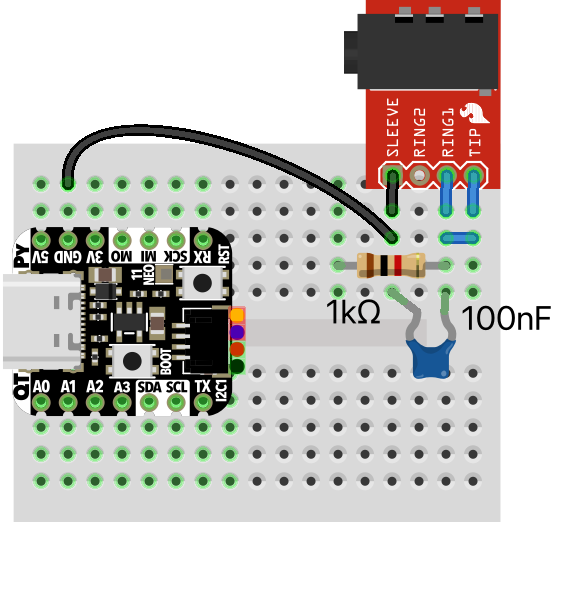 SLEEVE
RING2
RING1
TIP
PY
5V
GND
3V
MO
MI
SCK
RX
RST
11
NEO
1kΩ
100nF
BOOT
QT
A0
A1
A2
A3
SDA
SCL
TX
I2C1